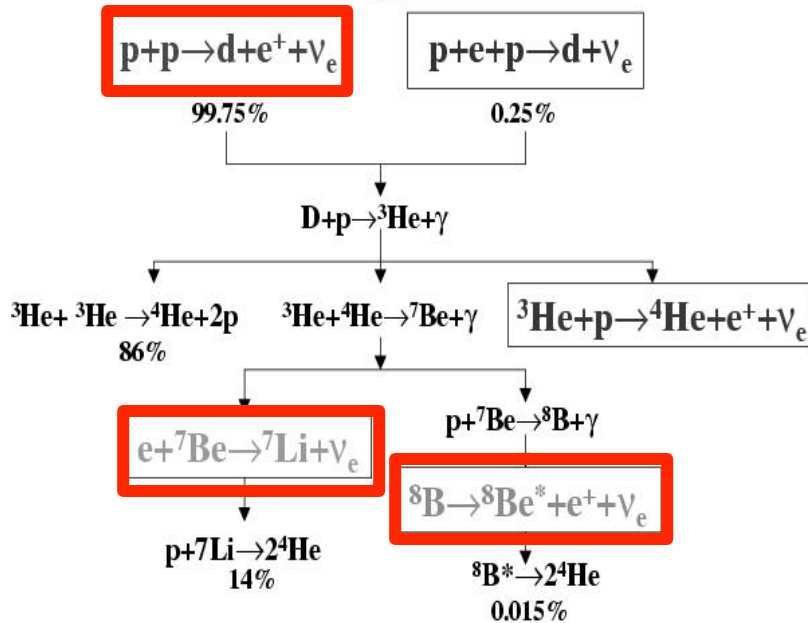 p+p→d+e⁺+νₑ
p+e+p→d+νₑ
99.75%
0.25%
D+p→³He+γ
³He+ ³He →⁴He+2p
³He+⁴He→⁷Be+γ
³He+p→⁴He+e⁺+νₑ
86%
e+⁷Be→⁷Li+νₑ
p+⁷Be→⁸B+γ
⁸B→⁸Be*+e⁺+νₑ
p+7Li→2⁴He
14%
⁸B*→2⁴He
0.015%